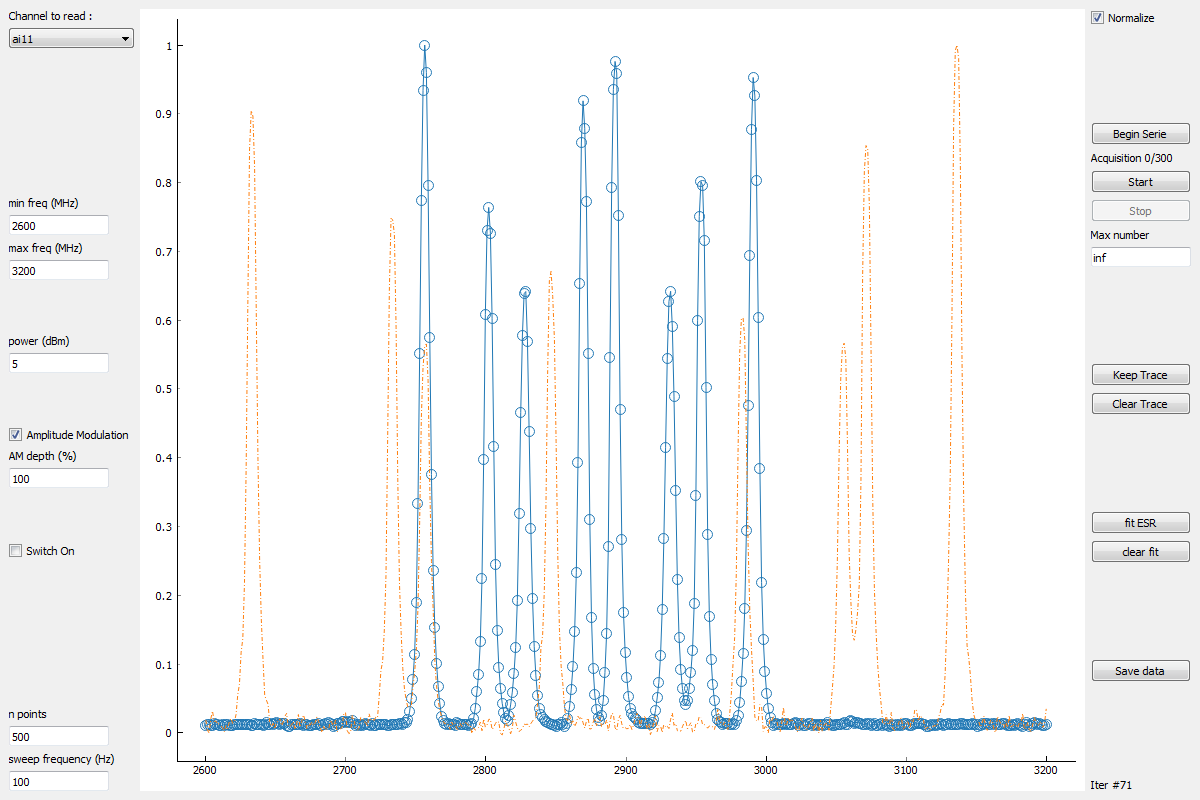 Channel to read :
ai11
min freq (MHz)
2600
max freq (MHz)
3200
power (dBm)
5
Amplitude Modulation
AM depth (%)
100
Switch On
n points
500
sweep frequency (Hz)
100
1
0.9
0.8
0.7
0.6
0.5
0.4
0.3
0.2
0.1
0
2600 2700 2800 2900 3000 3100 3200
Normalize
Begin Serie
Acquisition 0/300
Start
Stop
Max number
inf
Keep Trace
Clear Trace
fit ESR
clear fit
Save data
Iter #71